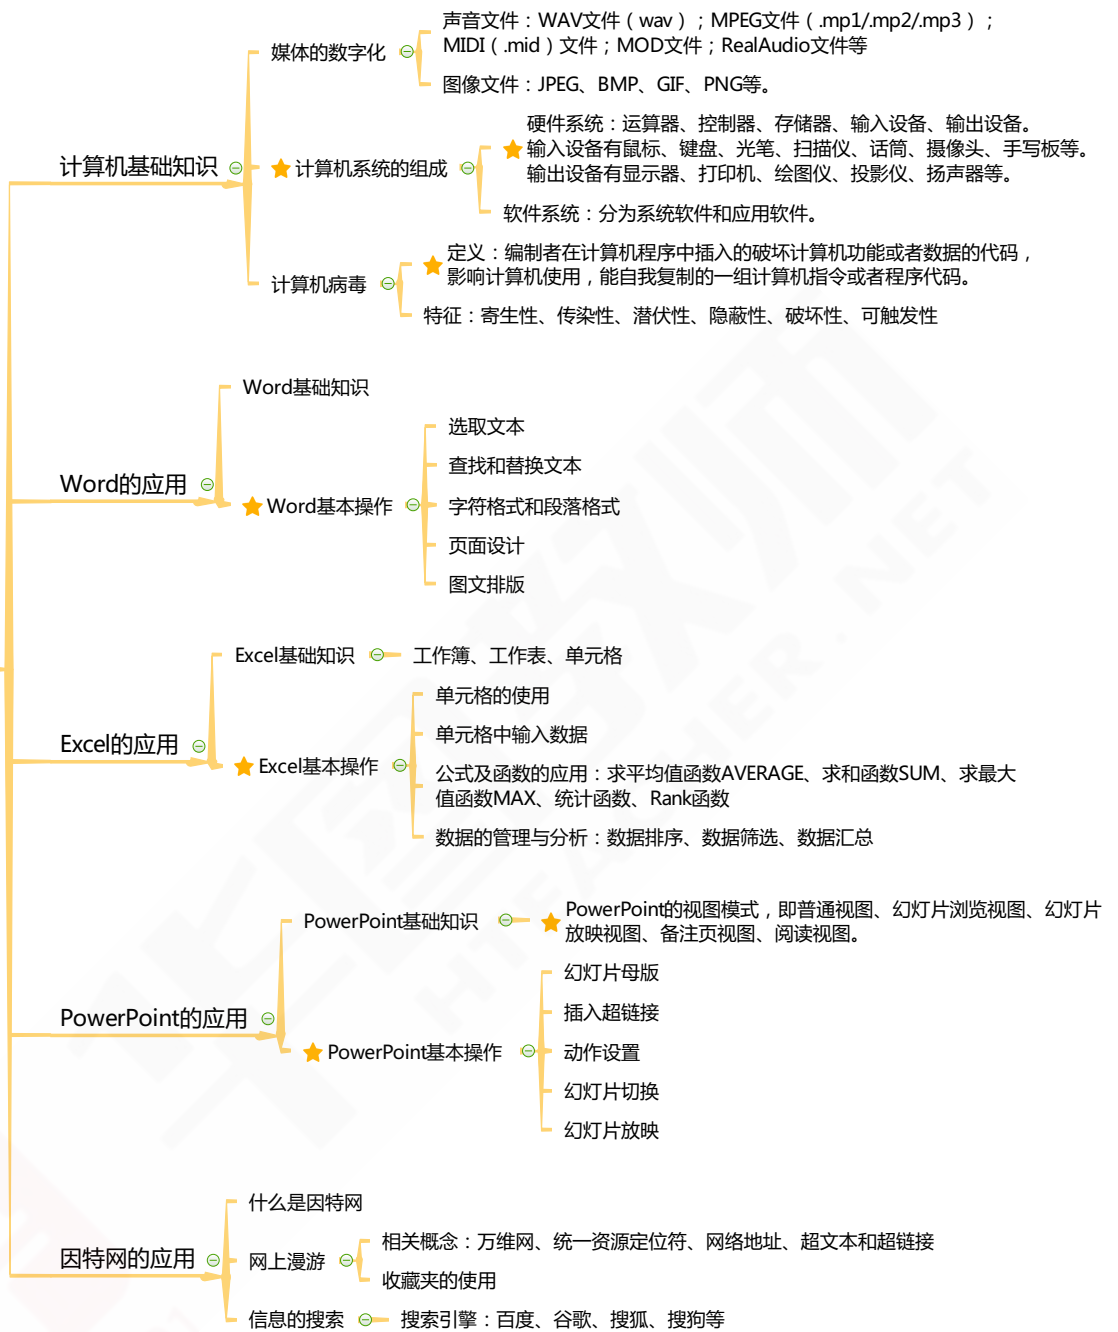 声音文件：WAV文件（wav）；MPEG文件（.mp1/.mp2/.mp3）；
MIDI（.mid）文件；MOD文件；RealAudio文件等
媒体的数字化
图像文件：JPEG、BMP、GIF、PNG等。
硬件系统：运算器、控制器、存储器、输入设备、输出设备。
输入设备有鼠标、键盘、光笔、扫描仪、话筒、摄像头、手写板等。
输出设备有显示器、打印机、绘图仪、投影仪、扬声器等。
计算机基础知识
计算机系统的组成
软件系统：分为系统软件和应用软件。
定义：编制者在计算机程序中插入的破坏计算机功能或者数据的代码，
影响计算机使用，能自我复制的一组计算机指令或者程序代码。
计算机病毒
特征：寄生性、传染性、潜伏性、隐蔽性、破坏性、可触发性
Word基础知识
选取文本
查找和替换文本
Word的应用
Word基本操作
字符格式和段落格式
页面设计
图文排版
Excel基础知识
工作簿、工作表、单元格
单元格的使用
单元格中输入数据
Excel的应用
Excel基本操作
公式及函数的应用：求平均值函数AVERAGE、求和函数SUM、求最大
值函数MAX、统计函数、Rank函数
数据的管理与分析：数据排序、数据筛选、数据汇总
PowerPoint基础知识
PowerPoint的视图模式，即普通视图、幻灯片浏览视图、幻灯片
放映视图、备注页视图、阅读视图。
幻灯片母版
插入超链接
PowerPoint的应用
PowerPoint基本操作
动作设置
幻灯片切换
幻灯片放映
什么是因特网
因特网的应用
网上漫游
相关概念：万维网、统一资源定位符、网络地址、超文本和超链接
收藏夹的使用
信息的搜索
搜索引擎：百度、谷歌、搜狐、搜狗等
华图教师
HTEACHER.NET